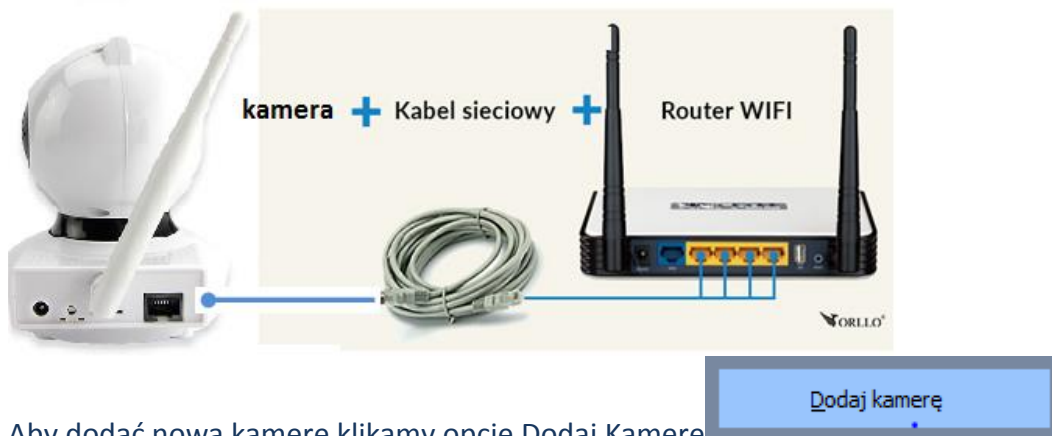 kamera + Kabel sieciowy + Router WIFI
ORLLO
Dodaj kamerę
Aby dodać nową kamerę klikamy opcję Dodaj Kamerę